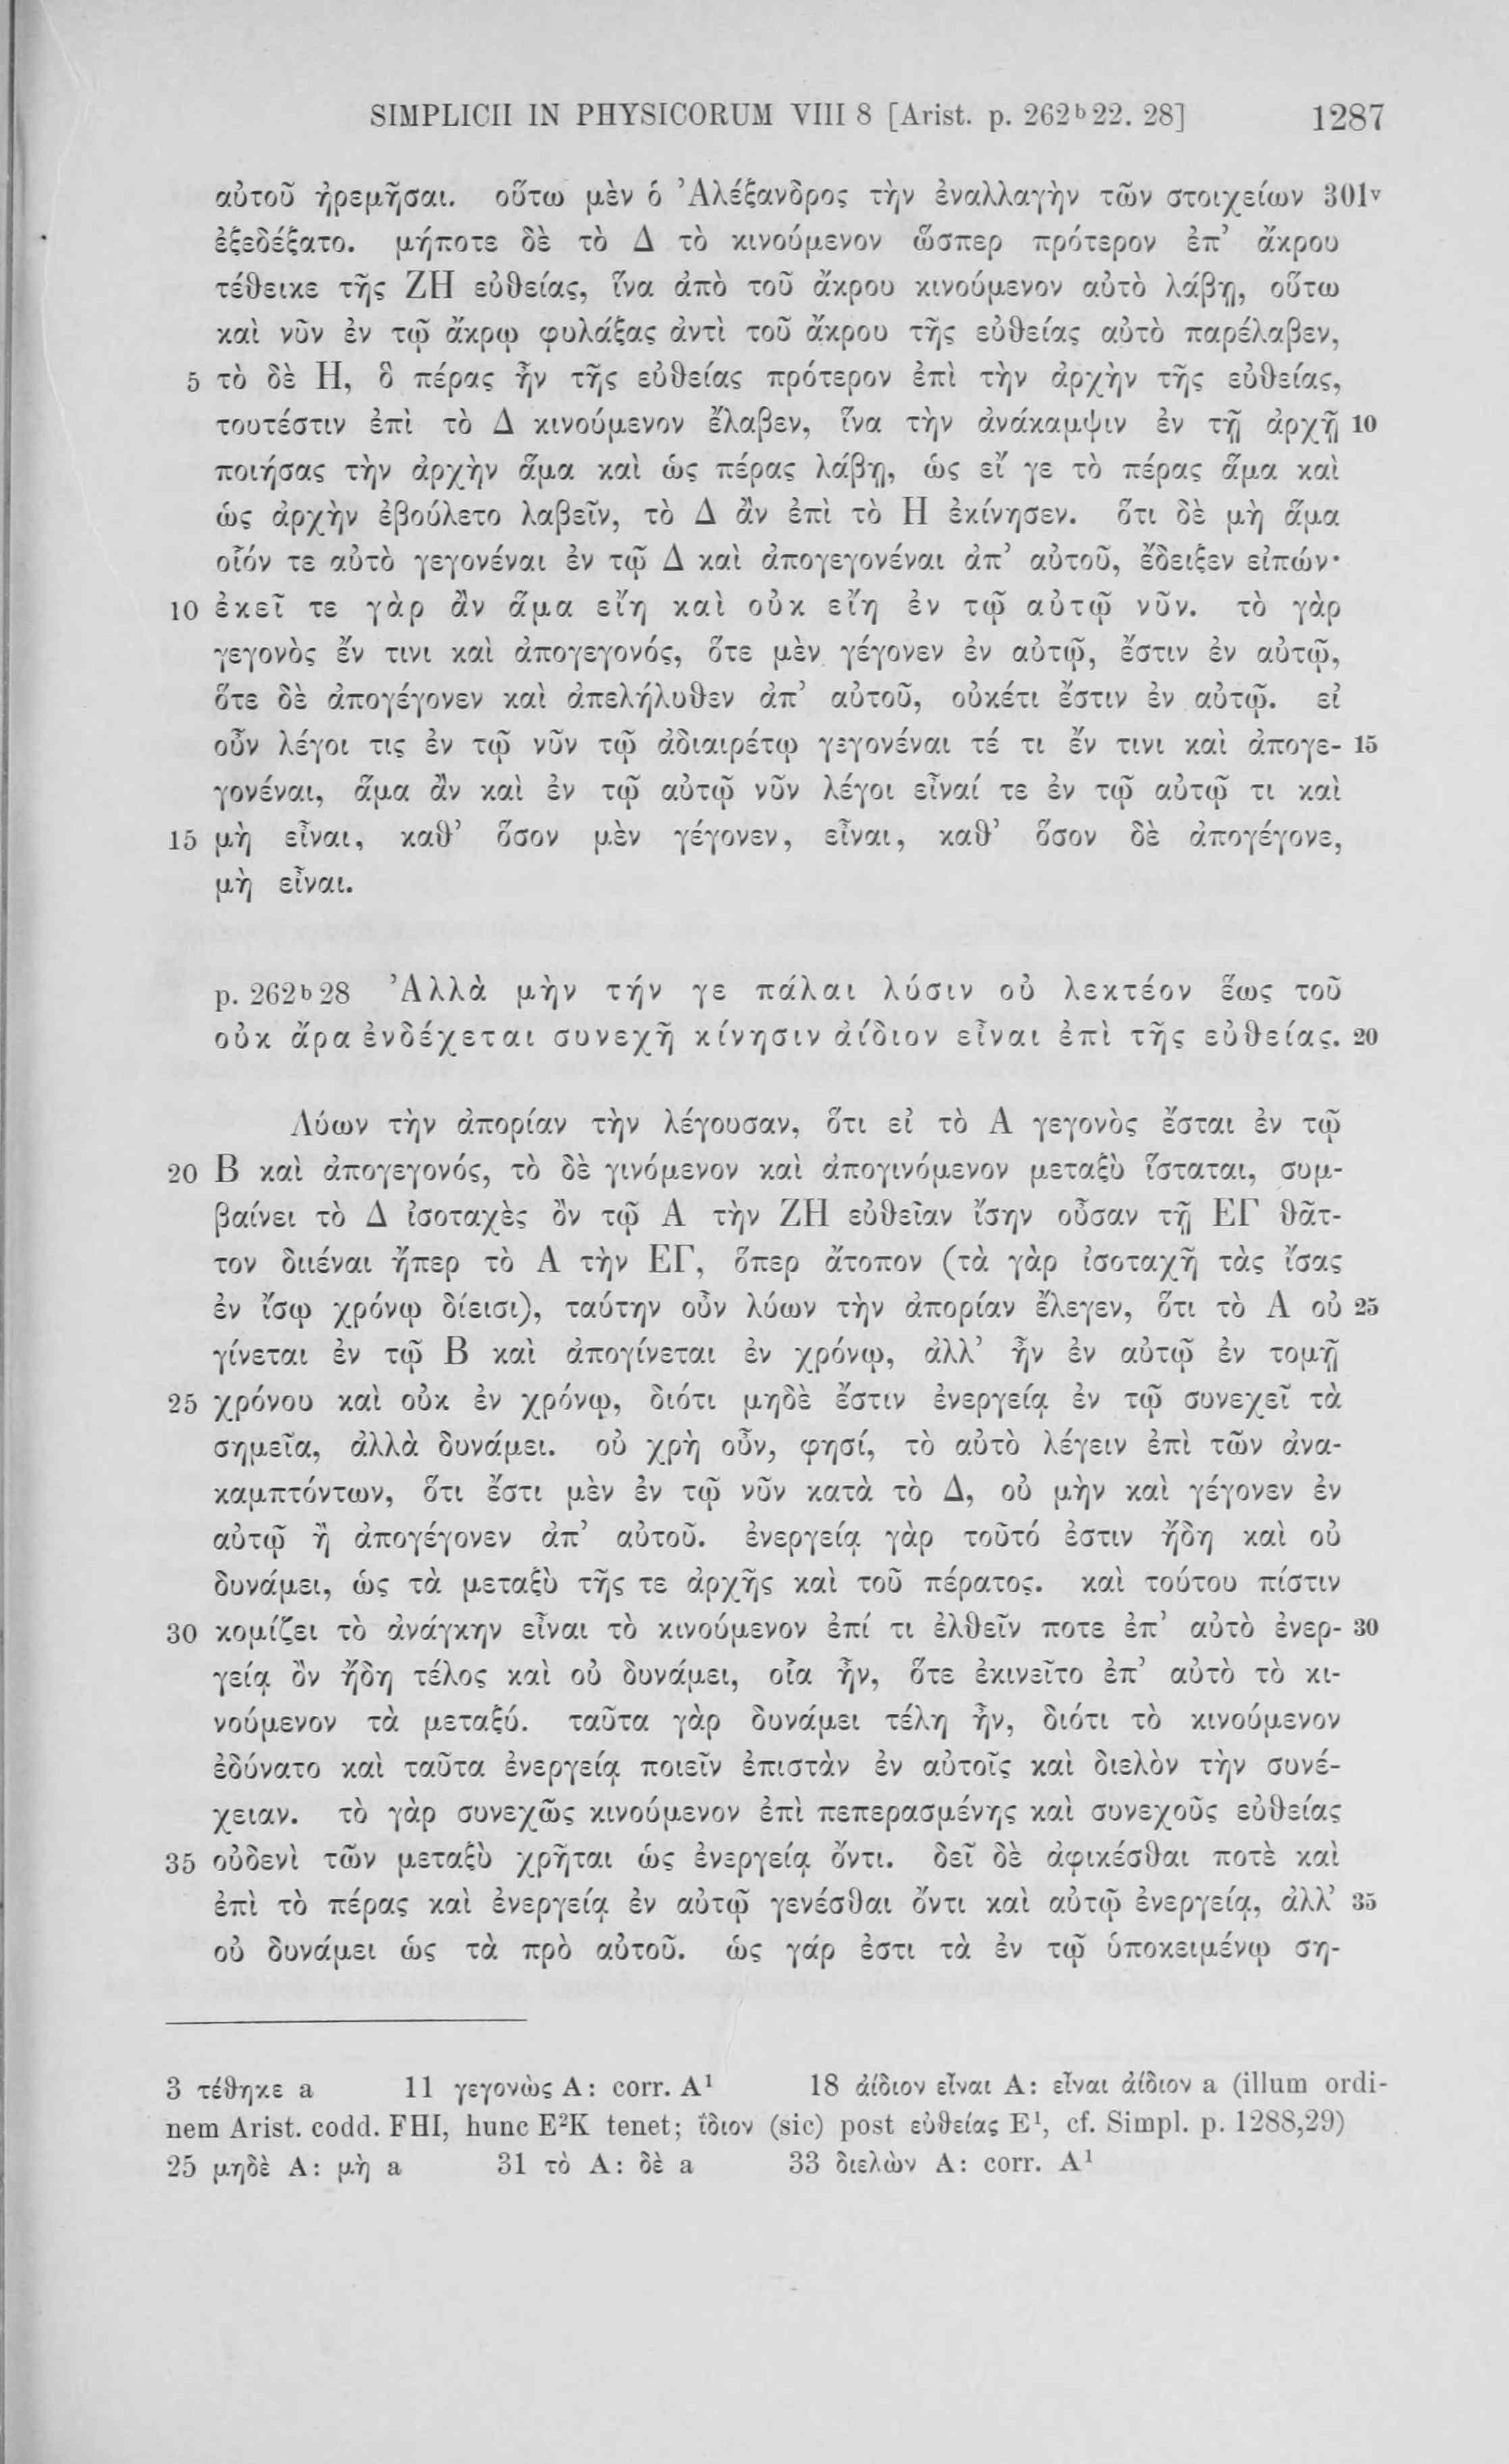 SIMPLICII IN PHYSICORUM VIII 8 [Arist. p. 262ᵇ22. 28] 1287
αὐτοῦ ἠρεμῆσαι. οὕτω μὲν ὁ Ἀλέξανδρος τὴν ἐναλλαγὴν τῶν στοιχείων 301ᵛ
ἐξεδέξατο. μήποτε δὲ τὸ Δ τὸ κινούμενον ὥσπερ πρότερον ἐπ’ ἄκρου
τέθεικε τῆς ΖΗ εὐθείας, ἵνα ἀπὸ τοῦ ἄκρου κινούμενον αὐτὸ λάβῃ, οὕτω
καὶ νῦν ἐν τῷ ἄκρῳ φυλάξας ἀντὶ τοῦ ἄκρου τῆς εὐθείας αὐτὸ παρέλαβεν,
5 τὸ δὲ Η, ὃ πέρας ἦν τῆς εὐθείας πρότερον ἐπὶ τὴν ἀρχὴν τῆς εὐθείας,
τουτέστιν ἐπὶ τὸ Δ κινούμενον ἔλαβεν, ἵνα τὴν ἀνάκαμψιν ἐν τῇ ἀρχῇ 10
ποιήσας τὴν ἀρχὴν ἅμα καὶ ὡς πέρας λάβῃ, ὡς εἴ γε τὸ πέρας ἅμα καὶ
ὡς ἀρχὴν ἐβούλετο λαβεῖν, τὸ Δ ἂν ἐπὶ τὸ Η ἐκίνησεν. ὅτι δὲ μὴ ἅμα
οἷόν τε αὐτὸ γεγονέναι ἐν τῷ Δ καὶ ἀπογεγονέναι ἀπ’ αὐτοῦ, ἔδειξεν εἰπών·
10 ἐκεῖ τε γὰρ ἂν ἅμα εἴη καὶ οὐκ εἴη ἐν τῷ αὐτῷ νῦν. τὸ γὰρ
γεγονὸς ἔν τινι καὶ ἀπογεγονός, ὅτε μὲν γέγονεν ἐν αὐτῷ, ἔστιν ἐν αὐτῷ,
ὅτε δὲ ἀπογέγονεν καὶ ἀπελήλυθεν ἀπ’ αὐτοῦ, οὐκέτι ἔστιν ἐν αὐτῷ. εἰ
οὖν λέγοι τις ἐν τῷ νῦν τῷ ἀδιαιρέτῳ γεγονέναι τέ τι ἔν τινι καὶ ἀπογε- 15
γονέναι, ἅμα ἂν καὶ ἐν τῷ αὐτῷ νῦν λέγοι εἶναί τε ἐν τῷ αὐτῷ τι καὶ
15 μὴ εἶναι, καθ’ ὅσον μὲν γέγονεν, εἶναι, καθ’ ὅσον δὲ ἀπογέγονε,
μὴ εἶναι.
p. 262ᵇ28 Ἀλλὰ μὴν τήν γε πάλαι λύσιν οὐ λεκτέον ἕως τοῦ
οὐκ ἄρα ἐνδέχεται συνεχῆ κίνησιν ἀίδιον εἶναι ἐπὶ τῆς εὐθείας. 20
Λύων τὴν ἀπορίαν τὴν λέγουσαν, ὅτι εἰ τὸ Α γεγονὸς ἔσται ἐν τῷ
20 Β καὶ ἀπογεγονός, τὸ δὲ γινόμενον καὶ ἀπογινόμενον μεταξὺ ἵσταται, συμ-
βαίνει τὸ Δ ἰσοταχὲς ὂν τῷ Α τὴν ΖΗ εὐθεῖαν ἴσην οὖσαν τῇ ΕΓ θᾶτ-
τον διιέναι ἤπερ τὸ Α τὴν ΕΓ, ὅπερ ἄτοπον (τὰ γὰρ ἰσοταχῆ τὰς ἴσας
ἐν ἴσῳ χρόνῳ δίεισι), ταύτην οὖν λύων τὴν ἀπορίαν ἔλεγεν, ὅτι τὸ Α οὐ 25
γίνεται ἐν τῷ Β καὶ ἀπογίνεται ἐν χρόνῳ, ἀλλ’ ἦν ἐν αὐτῷ ἐν τομῇ
25 χρόνου καὶ οὐκ ἐν χρόνῳ, διότι μηδὲ ἔστιν ἐνεργείᾳ ἐν τῷ συνεχεῖ τὰ
σημεῖα, ἀλλὰ δυνάμει. οὐ χρὴ οὖν, φησί, τὸ αὐτὸ λέγειν ἐπὶ τῶν ἀνα-
καμπτόντων, ὅτι ἔστι μὲν ἐν τῷ νῦν κατὰ τὸ Δ, οὐ μὴν καὶ γέγονεν ἐν
αὐτῷ ἢ ἀπογέγονεν ἀπ’ αὐτοῦ. ἐνεργείᾳ γὰρ τοῦτό ἐστιν ἤδη καὶ οὐ
δυνάμει, ὡς τὰ μεταξὺ τῆς τε ἀρχῆς καὶ τοῦ πέρατος. καὶ τούτου πίστιν
30 κομίζει τὸ ἀνάγκην εἶναι τὸ κινούμενον ἐπί τι ἐλθεῖν ποτε ἐπ’ αὐτὸ ἐνερ- 30
γείᾳ ὂν ἤδη τέλος καὶ οὐ δυνάμει, οἷα ἦν, ὅτε ἐκινεῖτο ἐπ’ αὐτὸ τὸ κι-
νούμενον τὰ μεταξύ. ταῦτα γὰρ δυνάμει τέλη ἦν, διότι τὸ κινούμενον
ἐδύνατο καὶ ταῦτα ἐνεργείᾳ ποιεῖν ἐπιστὰν ἐν αὐτοῖς καὶ διελὸν τὴν συνέ-
χειαν. τὸ γὰρ συνεχῶς κινούμενον ἐπὶ πεπερασμένης καὶ συνεχοῦς εὐθείας
35 οὐδενὶ τῶν μεταξὺ χρῆται ὡς ἐνεργείᾳ ὄντι. δεῖ δὲ ἀφικέσθαι ποτὲ καὶ
ἐπὶ τὸ πέρας καὶ ἐνεργείᾳ ἐν αὐτῷ γενέσθαι ὄντι καὶ αὐτῷ ἐνεργείᾳ, ἀλλ’ 35
οὐ δυνάμει ὡς τὰ πρὸ αὐτοῦ. ὡς γάρ ἐστι τὰ ἐν τῷ ὑποκειμένῳ ση-
3 τέθηκε a 11 γεγονὼς A: corr. A¹ 18 ἀίδιον εἶναι A: εἶναι ἀίδιον a (illum ordi-
nem Arist. codd. FHI, hunc E²K tenet; ἴδιον (sic) post εὐθείας E¹, cf. Simpl. p. 1288,29)
25 μηδὲ A: μὴ a 31 τὸ A: δὲ a 33 διελὼν A: corr. A¹